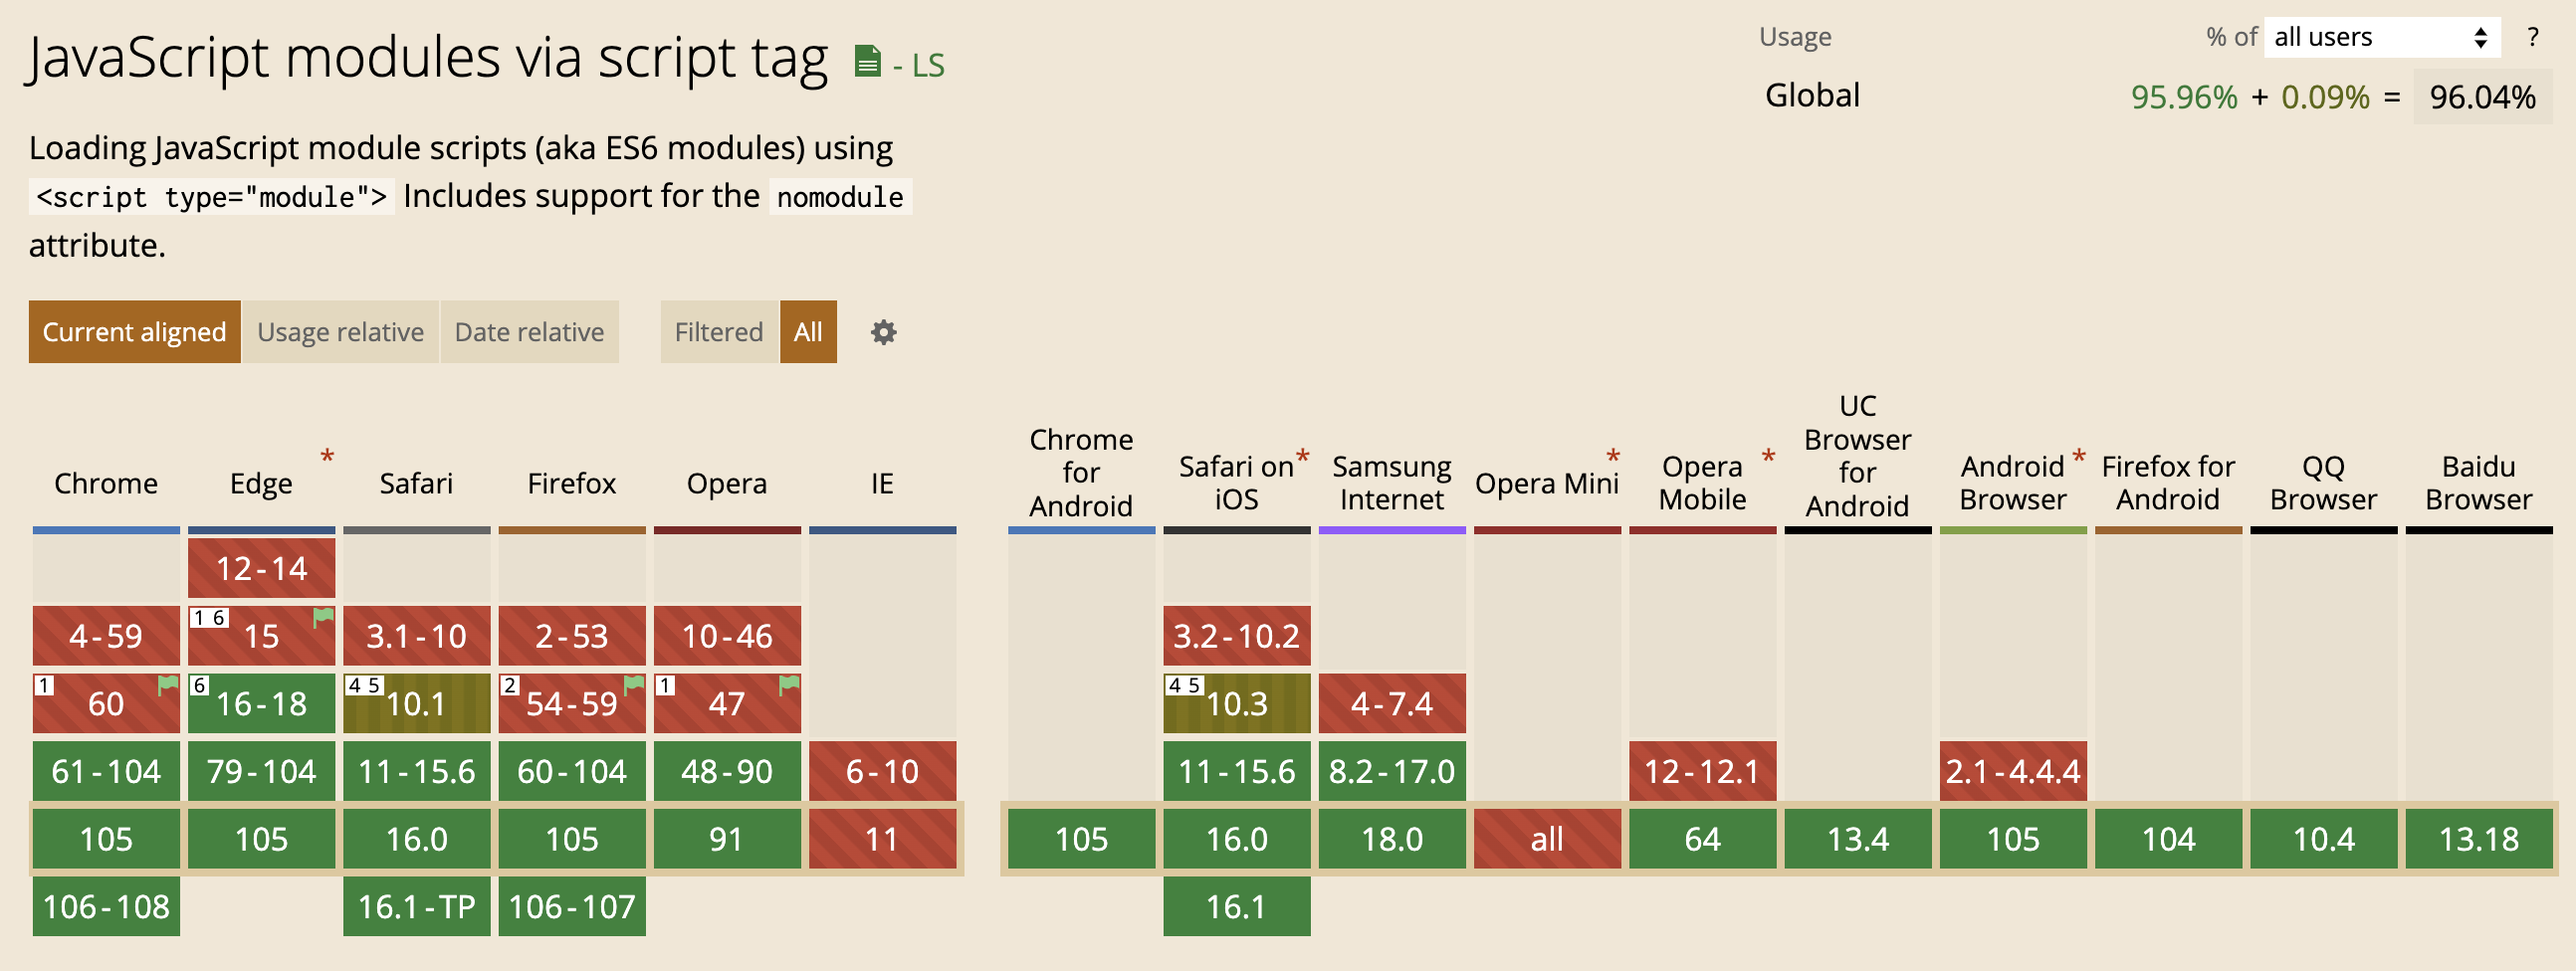 JavaScript modules via script tag - LS
Usage % of all users ?
Global 95.96% + 0.09% = 96.04%
Loading JavaScript module scripts (aka ES6 modules) using
<script type="module"> Includes support for the nomodule
attribute.
Current aligned Usage relative Date relative Filtered All
Chrome
Edge *
Safari
Firefox
Opera
IE
Chrome
for
Android
Safari on *
iOS
Samsung
Internet
Opera Mini *
Opera *
Mobile
UC
Browser
for
Android
Android *
Browser
Firefox for
Android
QQ
Browser
Baidu
Browser
12-14
4-59 1 6 15 3.1-10 2-53 10-46 3.2-10.2
1 60 6 16-18 4 5 10.1 2 54-59 1 47 4 5 10.3 4-7.4
61-104 79-104 11-15.6 60-104 48-90 6-10 11-15.6 8.2-17.0 12-12.1 2.1-4.4.4
105 105 16.0 105 91 11 105 16.0 18.0 all 64 13.4 105 104 10.4 13.18
106-108 16.1-TP 106-107 16.1